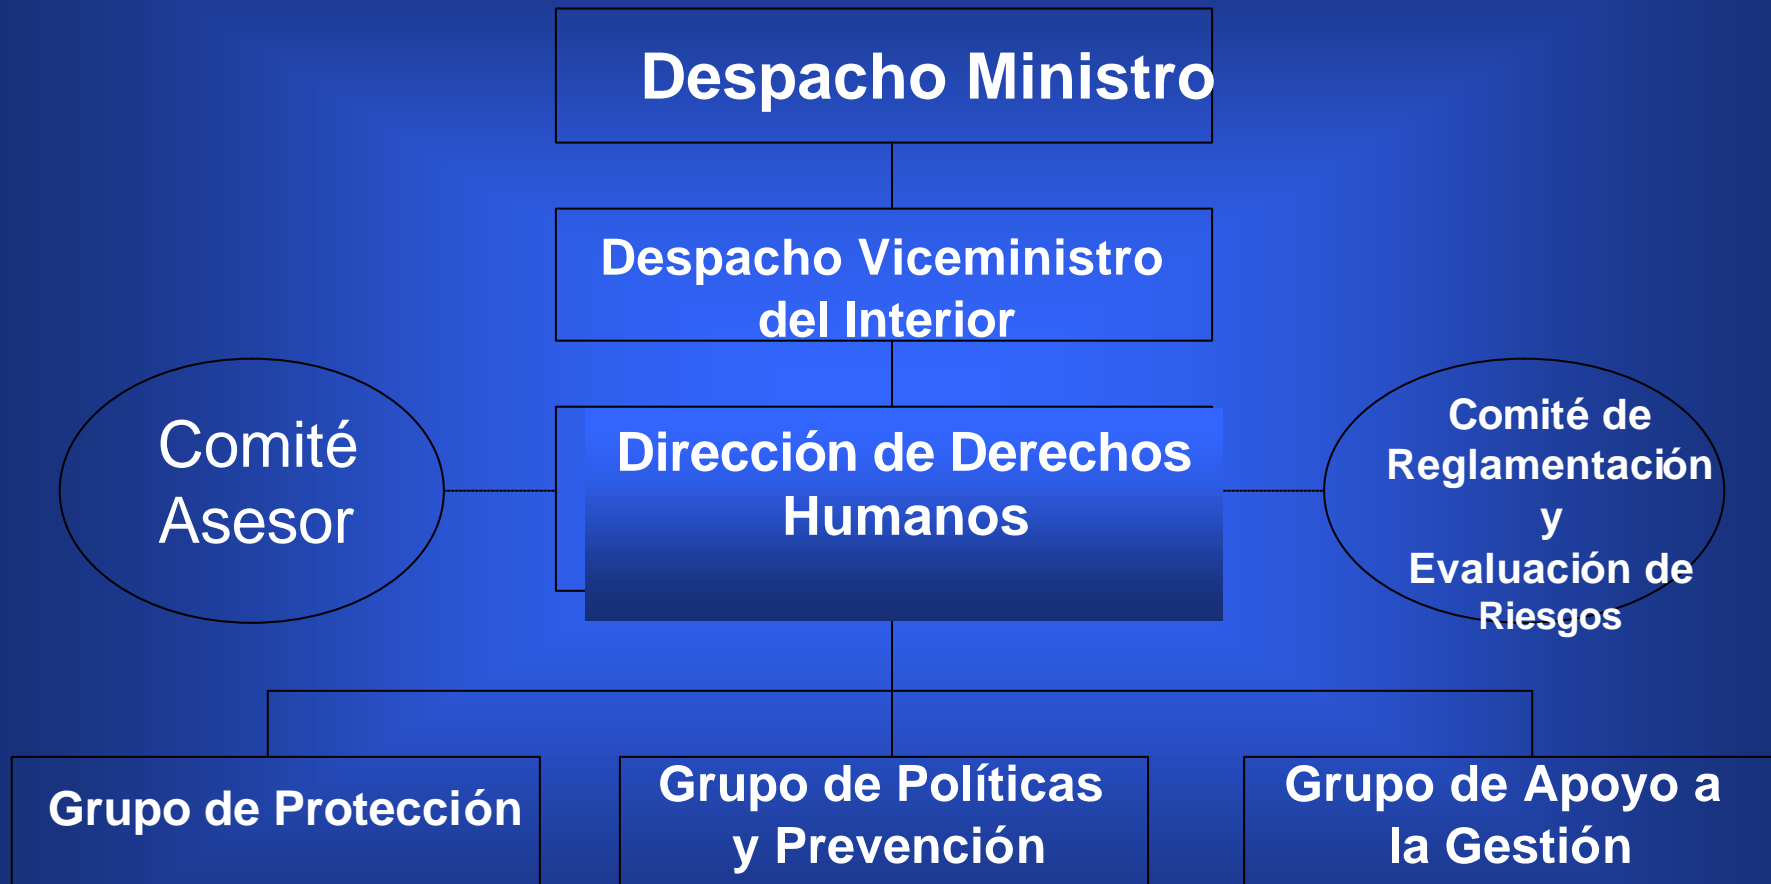 Despacho Ministro
Despacho Viceministro
del Interior
Comité
Asesor
Dirección de Derechos
Humanos
Comité de
Reglamentación
y
Evaluación de
Riesgos
Grupo de Protección
Grupo de Políticas
y Prevención
Grupo de Apoyo a
la Gestión